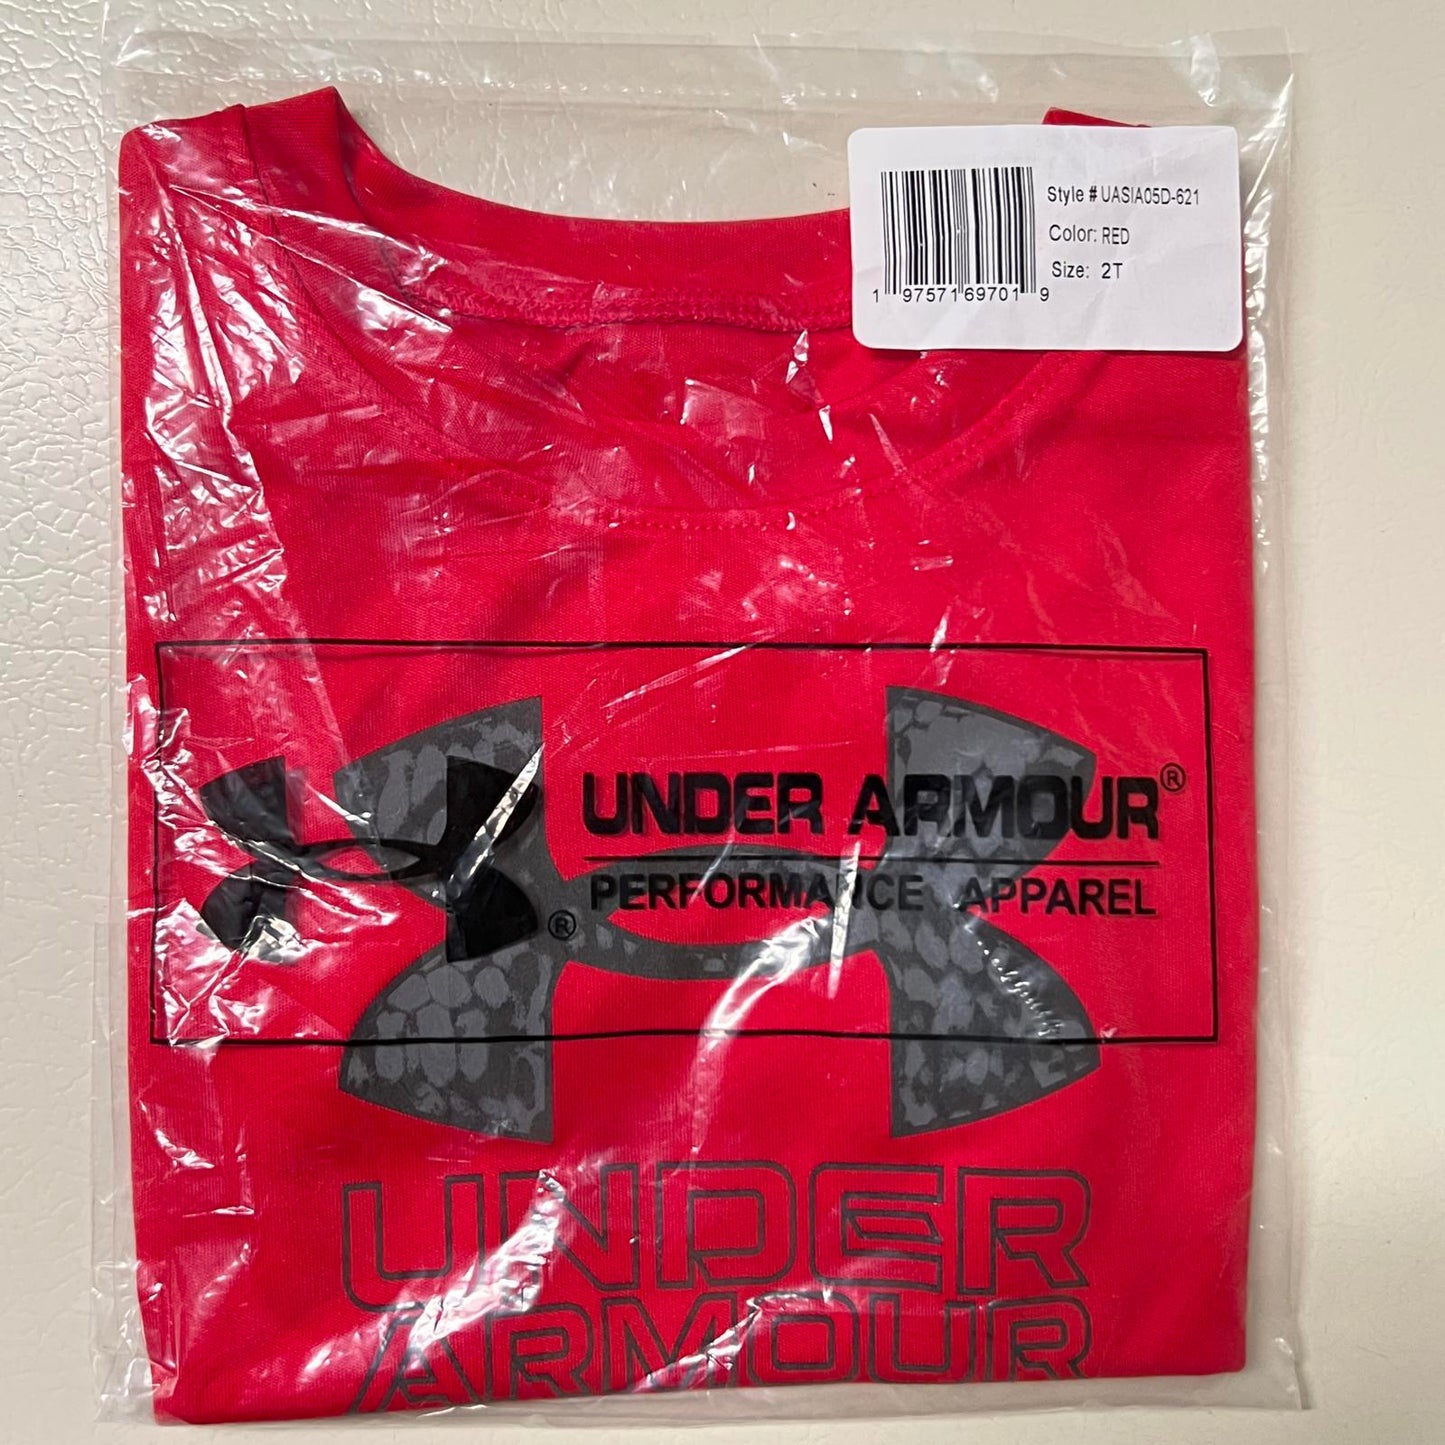 Style # UASIA05D-621
Color: RED
Size: 2T
1 97571 69701 9
UNDER ARMOUR®
PERFORMANCE APPAREL
®
UNDER
ARMOUR